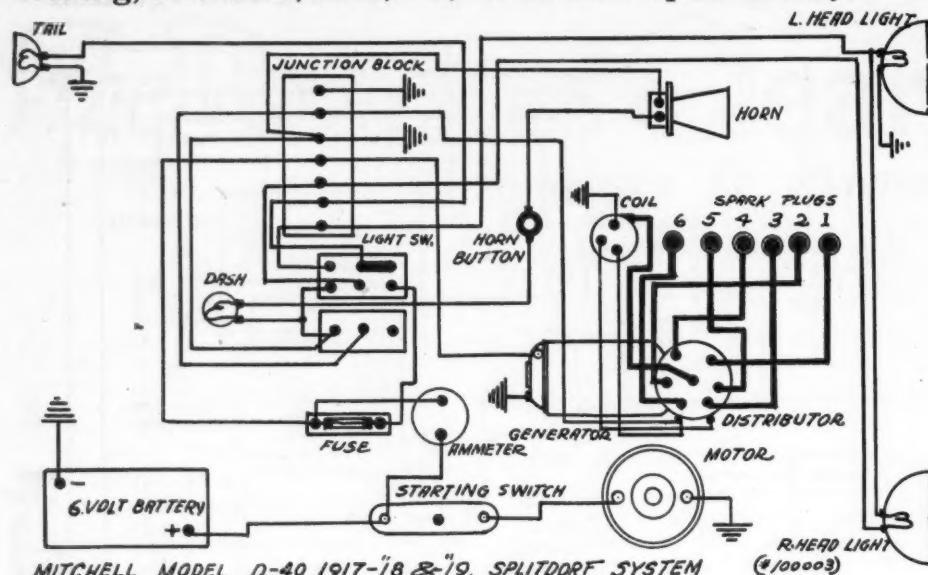 TAIL
L. HEAD LIGHT
JUNCTION BLOCK
HORN
COIL
SPARK PLUGS
6 5 4 3 2 1
LIGHT SW.
HORN
BUTTON
DASH
DISTRIBUTOR
GENERATOR
FUSE
AMMETER
MOTOR
-
6.VOLT BATTERY
+
STARTING SWITCH
R.HEAD LIGHT
MITCHELL MODEL D-40 1917-"18 &-"19. SPLITDORF SYSTEM (#100003)